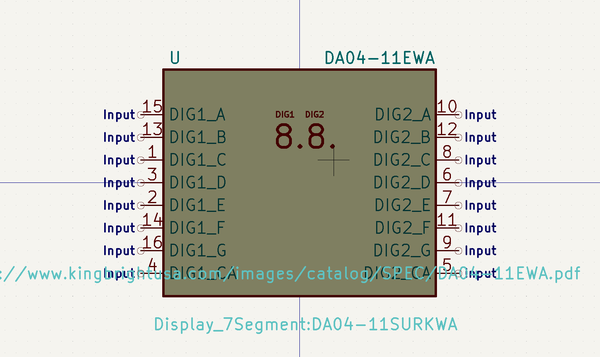 U DA04-11EWA
DIG1 DIG2
8.8.
Input 15 DIG1_A DIG2_A 10 Input
Input 13 DIG1_B DIG2_B 12 Input
Input 1 DIG1_C DIG2_C 8 Input
Input 3 DIG1_D DIG2_D 6 Input
Input 2 DIG1_E DIG2_E 7 Input
Input 14 DIG1_F DIG2_F 11 Input
Input 16 DIG1_G DIG2_G 9 Input
Input 4 DIG1_CA DIG2_CA 5 Input
://www.kingbrightusa.com/images/catalog/SPEC/DA04-11EWA.pdf
Display_7Segment:DA04-11SURKWA